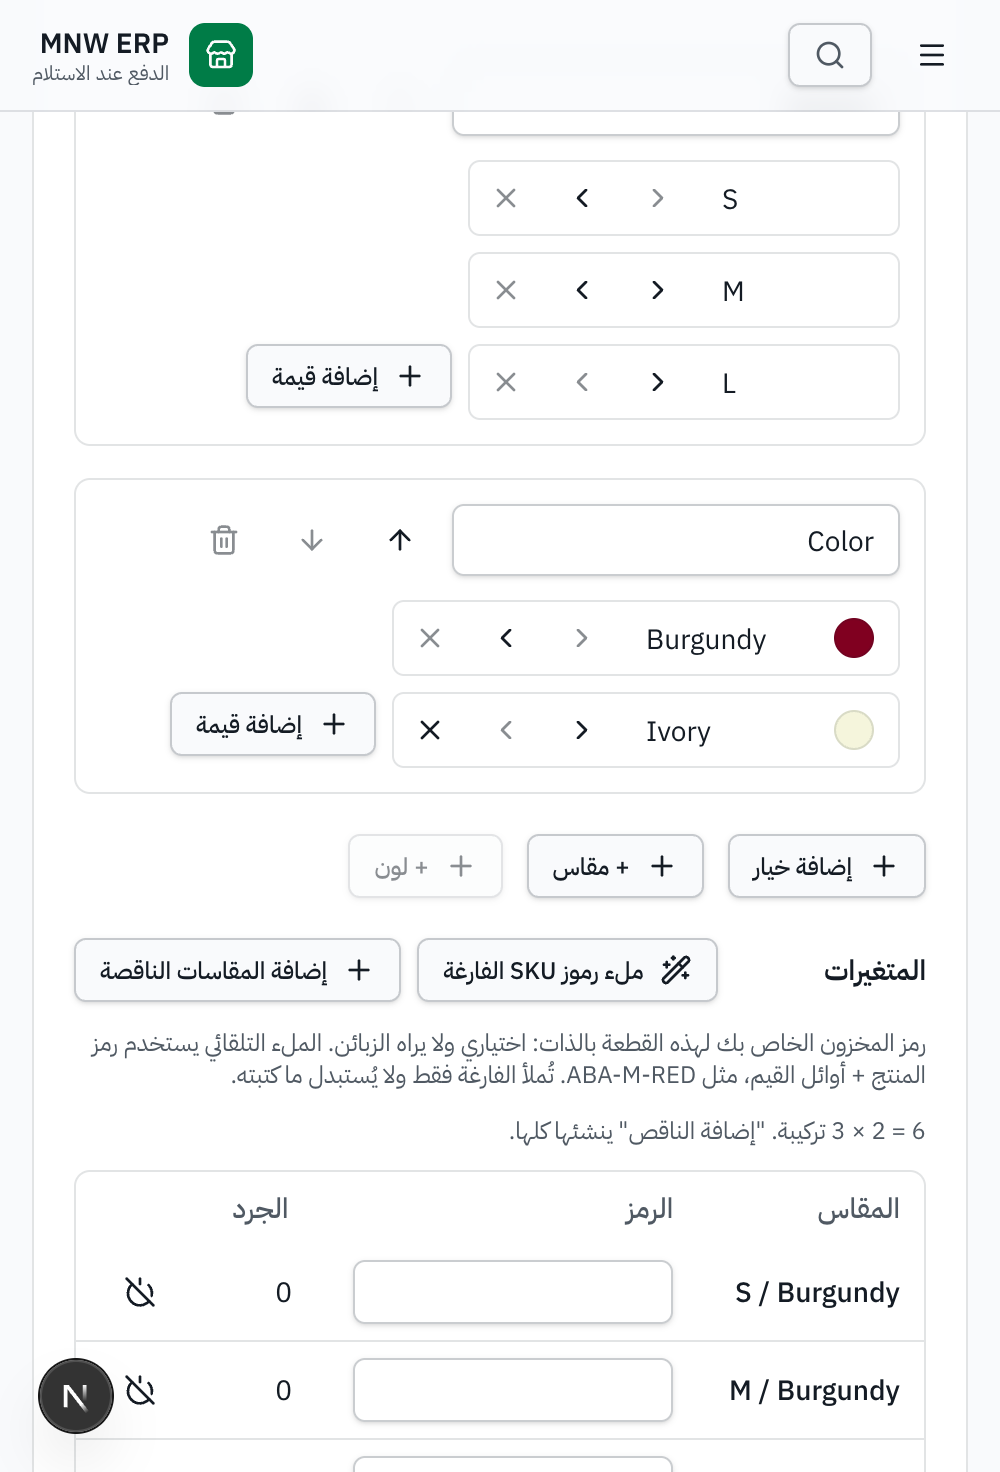 MNW ERP
الدفع عند الاستلام
S
M
L
إضافة قيمة
Color
Burgundy
Ivory
إضافة قيمة
إضافة خيار
+ مقاس
+ لون
المتغيرات
ملء رموز SKU الفارغة
إضافة المقاسات الناقصة
رمز المخزون الخاص بك لهذه القطعة بالذات: اختياري ولا يراه الزبائن. الملء التلقائي يستخدم رمز
المنتج + أوائل القيم، مثل ABA-M-RED. تُملأ الفارغة فقط ولا يُستبدل ما كتبته.
6 = 2 × 3 تركيبة. "إضافة الناقص" ينشئها كلها.
المقاس الرمز الجرد
S / Burgundy 0
M / Burgundy 0
N